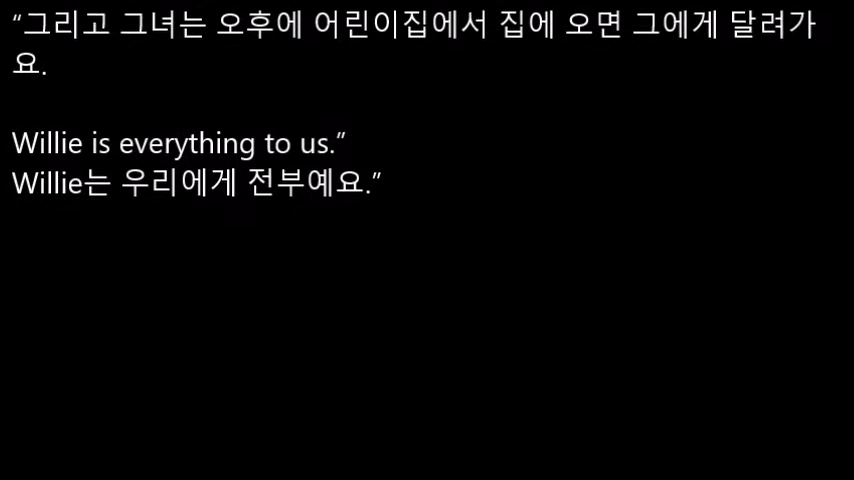 “그리고 그녀는 오후에 어린이집에서 집에 오면 그에게 달려가
요.
Willie is everything to us.”
Willie는 우리에게 전부예요.”